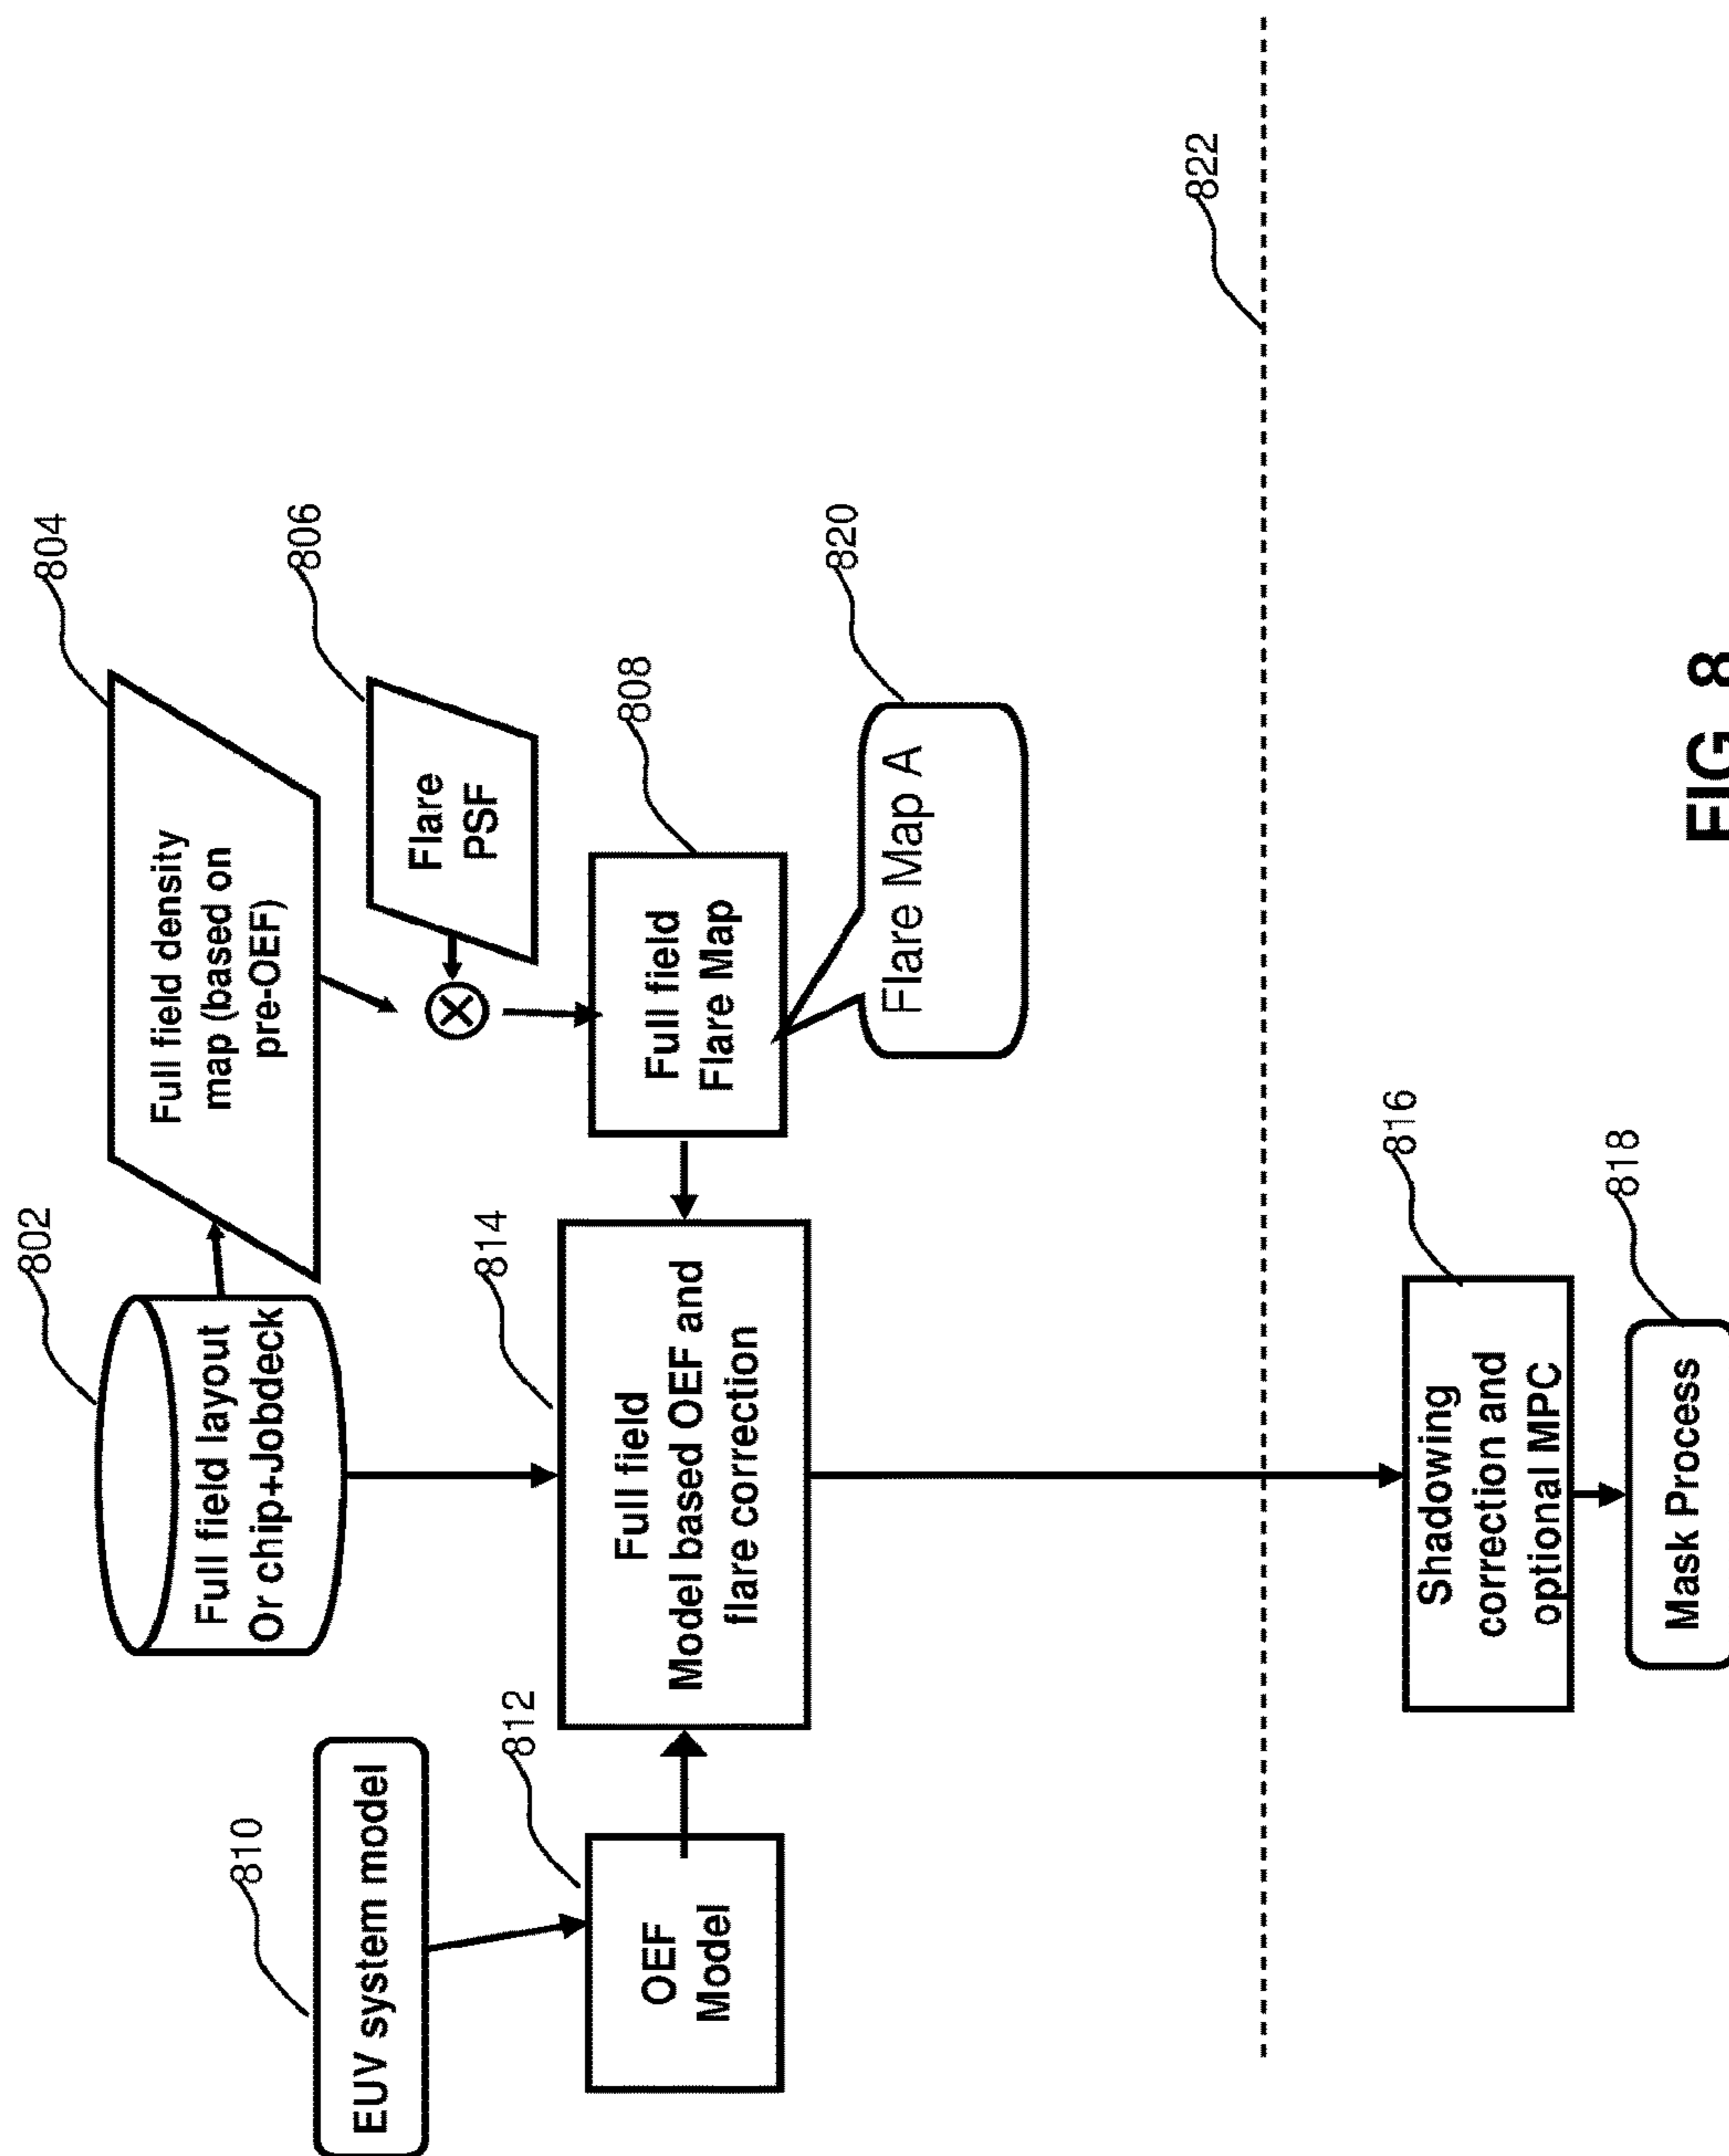 802
804
Full field layout
Or chip+Jobdeck
Full field density
map (based on
pre-OEF)
806
Flare
PSF
810
EUV system model
812
OEF
Model
814
Full field
Model based OEF and
flare correction
808
Full field
Flare Map
820
Flare Map A
822
816
Shadowing
correction and
optional MPC
818
Mask Process
FIG. 8